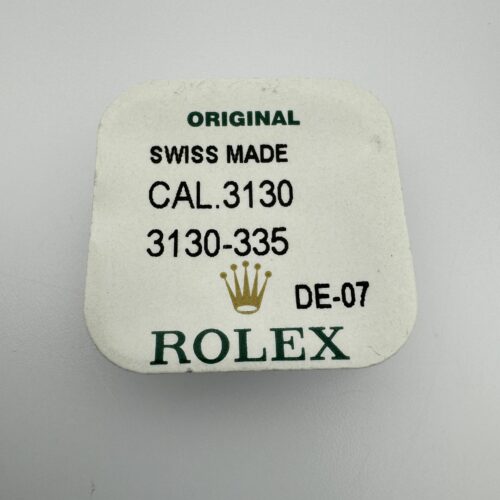 ORIGINAL
SWISS MADE
CAL.3130
3130-335
DE-07
ROLEX